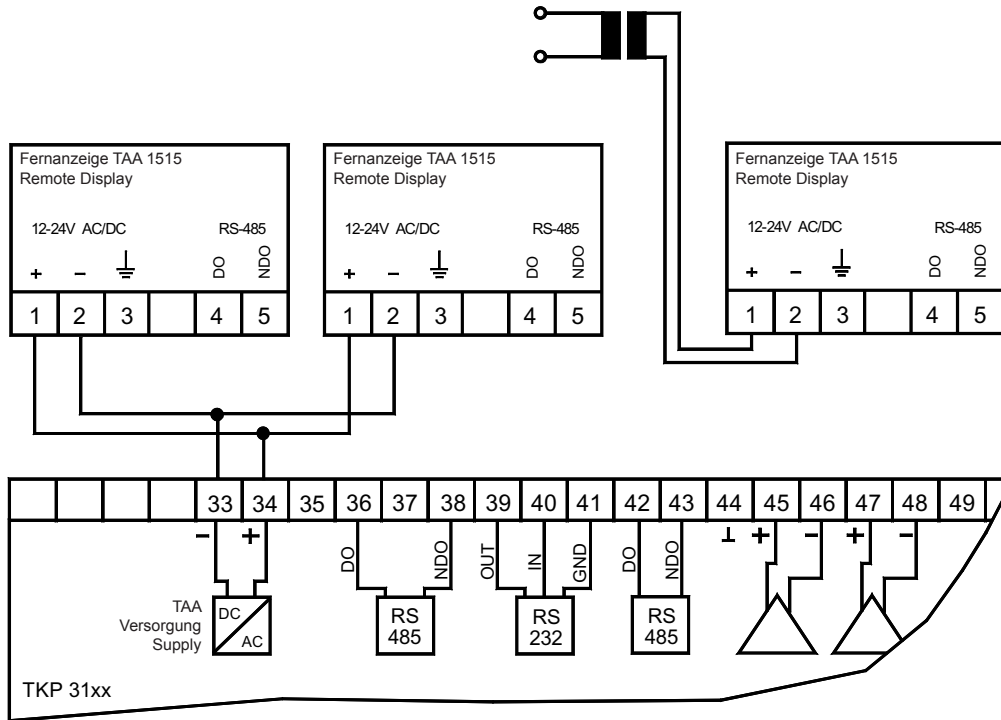 Fernanzeige TAA 1515
Remote Display
12-24V AC/DC RS-485
+ − DO NDO
1 2 3 4 5
Fernanzeige TAA 1515
Remote Display
12-24V AC/DC RS-485
+ − DO NDO
1 2 3 4 5
Fernanzeige TAA 1515
Remote Display
12-24V AC/DC RS-485
+ − DO NDO
1 2 3 4 5
33 34 35 36 37 38 39 40 41 42 43 44 45 46 47 48 49
− + DO NDO OUT IN GND DO NDO ⊥ + − + −
TAA
Versorgung
Supply
DC
AC
RS
485
RS
232
RS
485
TKP 31xx